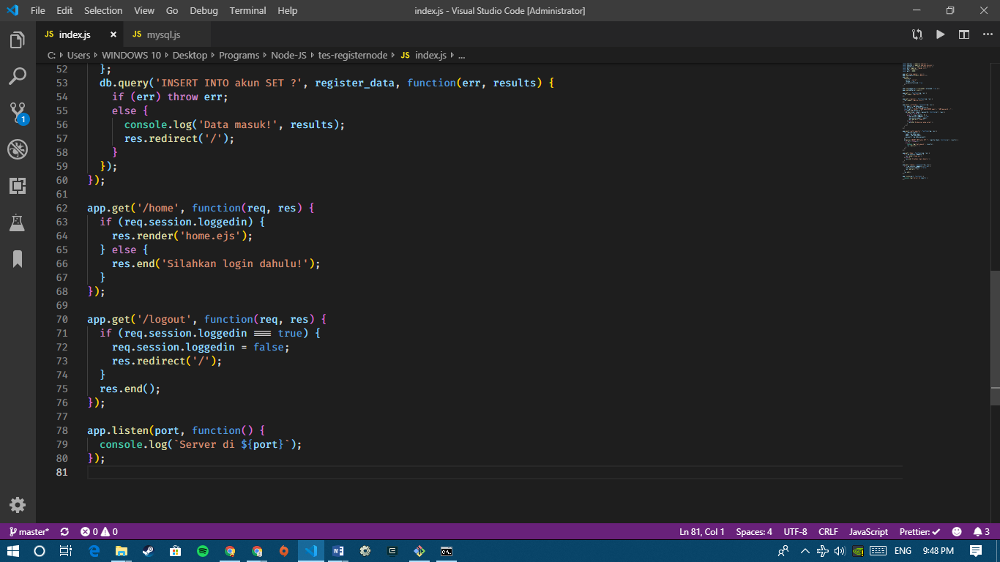 File Edit Selection View Go Debug Terminal Help index.js - Visual Studio Code [Administrator]
JS index.js × JS mysql.js
C: › Users › WINDOWS 10 › Desktop › Programs › Node-JS › tes-registernode › JS index.js › ...
52 };
53 db.query('INSERT INTO akun SET ?', register_data, function(err, results) {
54 if (err) throw err;
55 else {
56 console.log('Data masuk!', results);
57 res.redirect('/');
58 }
59 });
60 });
61
62 app.get('/home', function(req, res) {
63 if (req.session.loggedin) {
64 res.render('home.ejs');
65 } else {
66 res.end('Silahkan login dahulu!');
67 }
68 });
69
70 app.get('/logout', function(req, res) {
71 if (req.session.loggedin === true) {
72 req.session.loggedin = false;
73 res.redirect('/');
74 }
75 res.end();
76 });
77
78 app.listen(port, function() {
79 console.log(`Server di ${port}`);
80 });
81
1
master* 0 0 Ln 81, Col 1 Spaces: 4 UTF-8 CRLF JavaScript Prettier: ✓ 3
ENG 9:48 PM